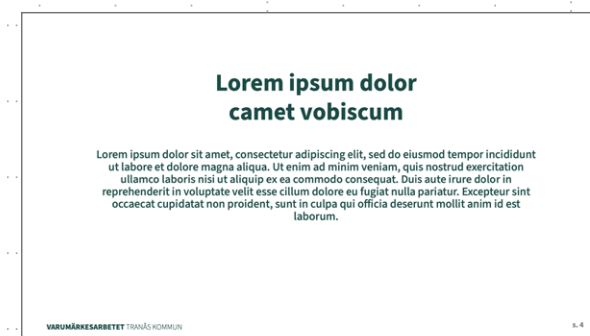 Lorem ipsum dolor
camet vobiscum
Lorem ipsum dolor sit amet, consectetur adipiscing elit, sed do eiusmod tempor incididunt
ut labore et dolore magna aliqua. Ut enim ad minim veniam, quis nostrud exercitation
ullamco laboris nisi ut aliquip ex ea commodo consequat. Duis aute irure dolor in
reprehenderit in voluptate velit esse cillum dolore eu fugiat nulla pariatur. Excepteur sint
occaecat cupidatat non proident, sunt in culpa qui officia deserunt mollit anim id est
laborum.
VARUMÄRKESARBETET TRANÅS KOMMUN
s. 4